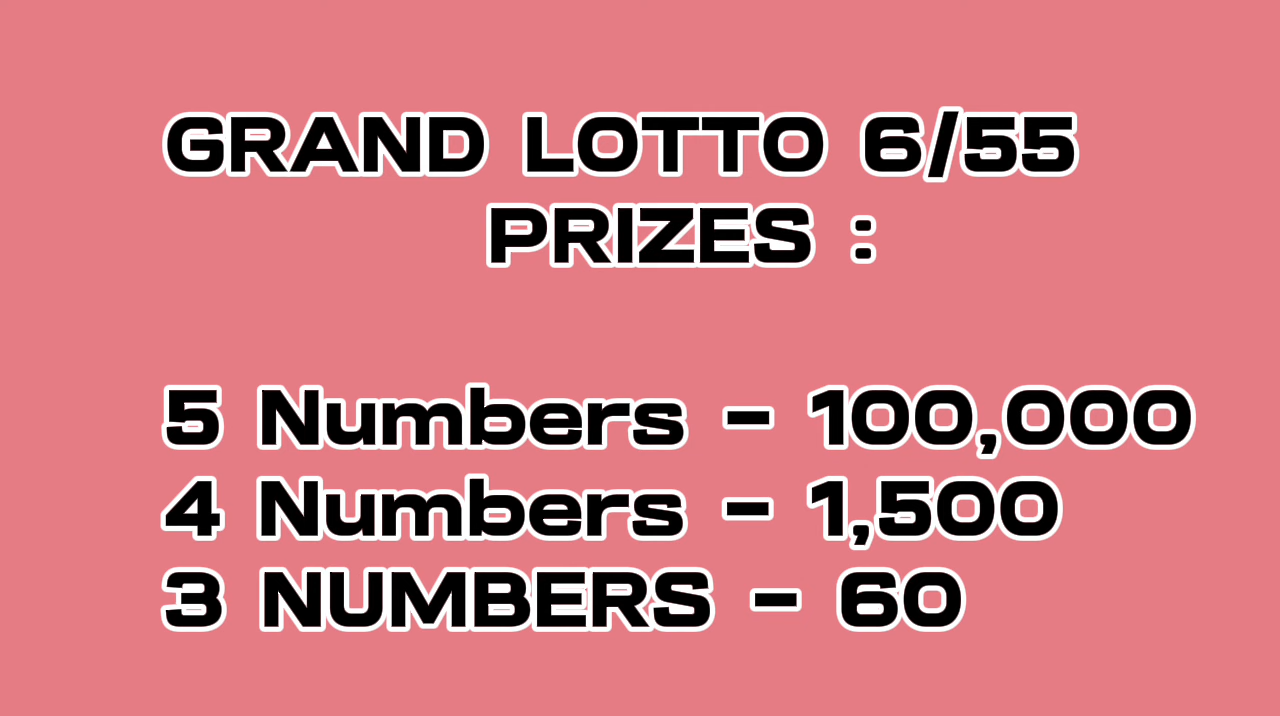 GRAND LOTTO 6/55
PRIZES :
5 Numbers - 100,000
4 Numbers - 1,500
3 NUMBERS - 60